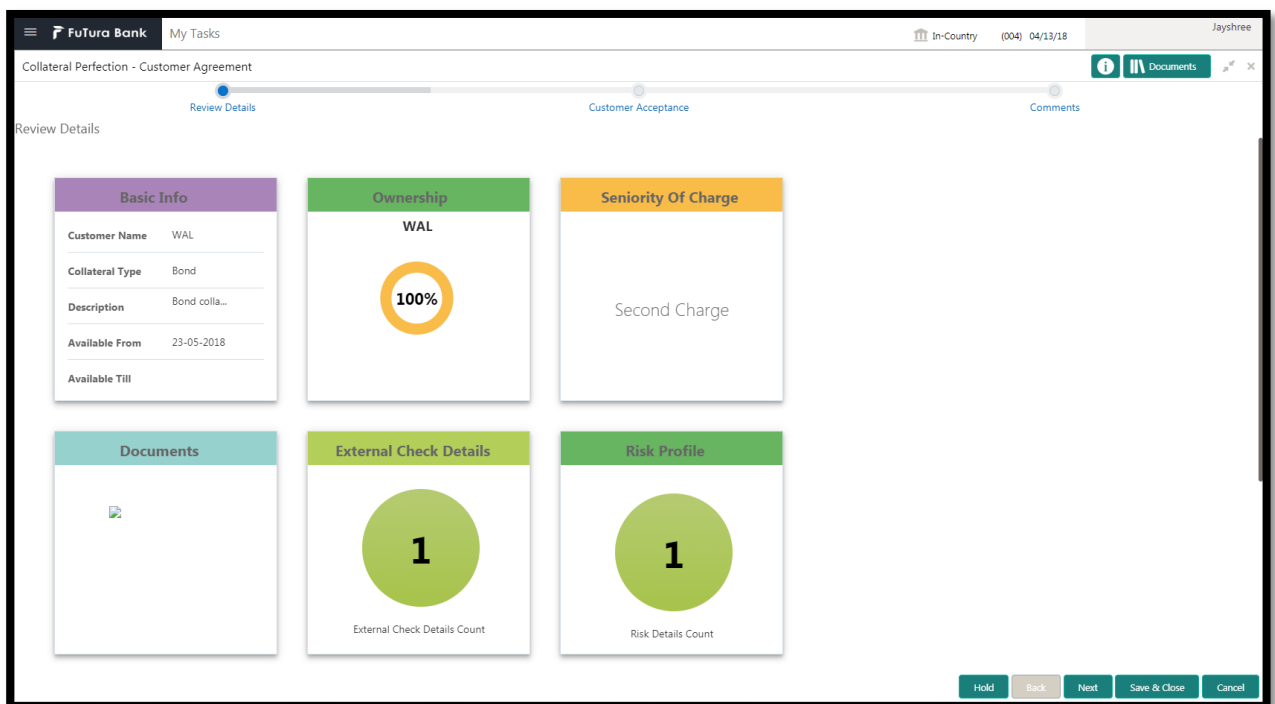 FuTura Bank
My Tasks
In-Country (004) 04/13/18
Jayshree
Collateral Perfection - Customer Agreement
i
Documents
Review Details
Customer Acceptance
Comments
Review Details
Basic Info
Customer Name WAL
Collateral Type Bond
Description Bond colla...
Available From 23-05-2018
Available Till
Ownership
WAL
100%
Seniority Of Charge
Second Charge
Documents
External Check Details
1
External Check Details Count
Risk Profile
1
Risk Details Count
Hold
Back
Next
Save & Close
Cancel